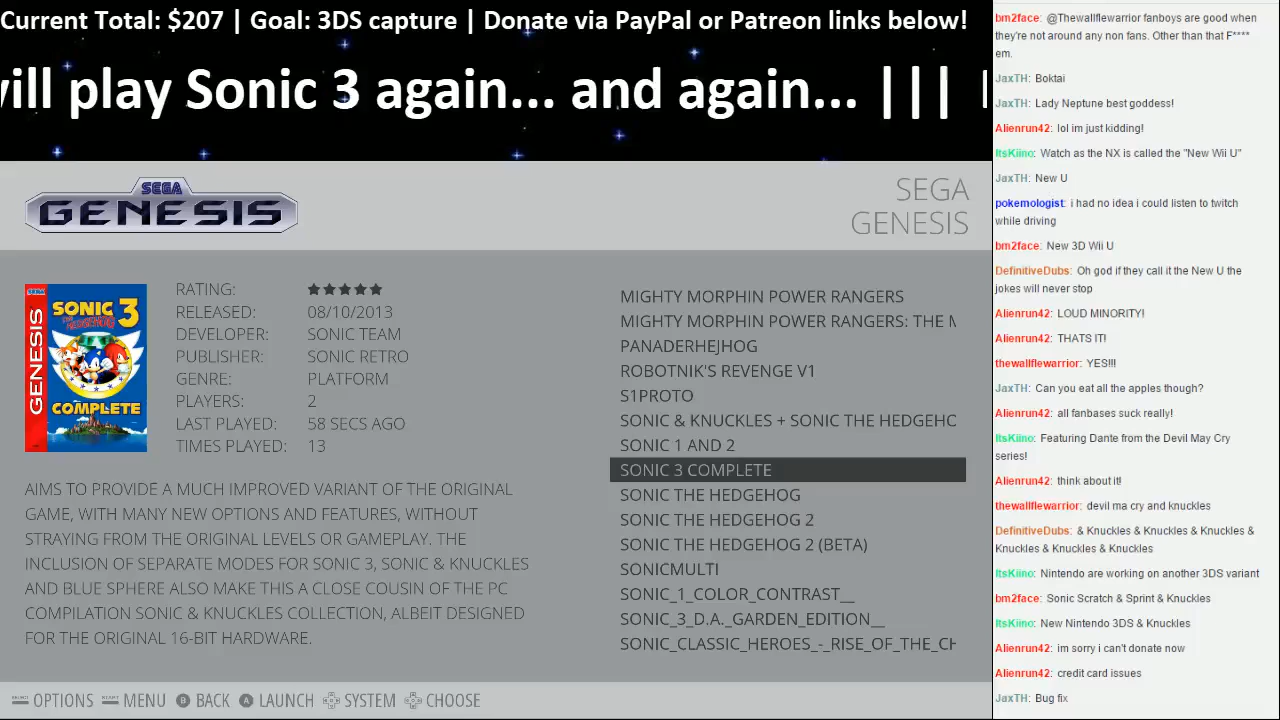 Current Total: $207 | Goal: 3DS capture | Donate via PayPal or Patreon links below!
will play Sonic 3 again... and again... |||
SEGA
GENESIS
SEGA
GENESIS
SEGA
GENESIS
SONIC
THE HEDGEHOG
3
COMPLETE
RATING: ★★★★★
RELEASED: 08/10/2013
DEVELOPER: SONIC TEAM
PUBLISHER: SONIC RETRO
GENRE: PLATFORM
PLAYERS: 2
LAST PLAYED: 58 SECS AGO
TIMES PLAYED: 13
AIMS TO PROVIDE A MUCH IMPROVED VARIANT OF THE ORIGINAL
GAME, WITH MANY NEW OPTIONS AND FEATURES, WITHOUT
STRAYING FROM THE ORIGINAL LEVELS OR GAMEPLAY. THE
INCLUSION OF SEPARATE MODES FOR SONIC 3, SONIC & KNUCKLES
AND BLUE SPHERE ALSO MAKE THIS A CLOSE COUSIN OF THE PC
COMPILATION SONIC & KNUCKLES COLLECTION, ALBEIT DESIGNED
FOR THE ORIGINAL 16-BIT HARDWARE.
MIGHTY MORPHIN POWER RANGERS
MIGHTY MORPHIN POWER RANGERS: THE M
PANADERHEJHOG
ROBOTNIK'S REVENGE V1
S1PROTO
SONIC & KNUCKLES + SONIC THE HEDGEHO
SONIC 1 AND 2
SONIC 3 COMPLETE
SONIC THE HEDGEHOG
SONIC THE HEDGEHOG 2
SONIC THE HEDGEHOG 2 (BETA)
SONICMULTI
SONIC_1_COLOR_CONTRAST__
SONIC_3_D.A._GARDEN_EDITION__
SONIC_CLASSIC_HEROES_-_RISE_OF_THE_CH
SELECT OPTIONS START MENU B BACK A LAUNCH SYSTEM CHOOSE
bm2face: @Thewallflewarrior fanboys are good when
they're not around any non fans. Other than that F****
em.
JaxTH: Boktai
JaxTH: Lady Neptune best goddess!
Alienrun42: lol im just kidding!
ItsKiino: Watch as the NX is called the "New Wii U"
JaxTH: New U
pokemologist: i had no idea i could listen to twitch
while driving
bm2face: New 3D Wii U
DefinitiveDubs: Oh god if they call it the New U the
jokes will never stop
Alienrun42: LOUD MINORITY!
Alienrun42: THATS IT!
thewallflewarrior: YES!!!
JaxTH: Can you eat all the apples though?
Alienrun42: all fanbases suck really!
ItsKiino: Featuring Dante from the Devil May Cry
series!
Alienrun42: think about it!
thewallflewarrior: devil ma cry and knuckles
DefinitiveDubs: & Knuckles & Knuckles & Knuckles &
Knuckles & Knuckles & Knuckles
ItsKiino: Nintendo are working on another 3DS variant
bm2face: Sonic Scratch & Sprint & Knuckles
ItsKiino: New Nintendo 3DS & Knuckles
Alienrun42: im sorry i can't donate now
Alienrun42: credit card issues
JaxTH: Bug fix